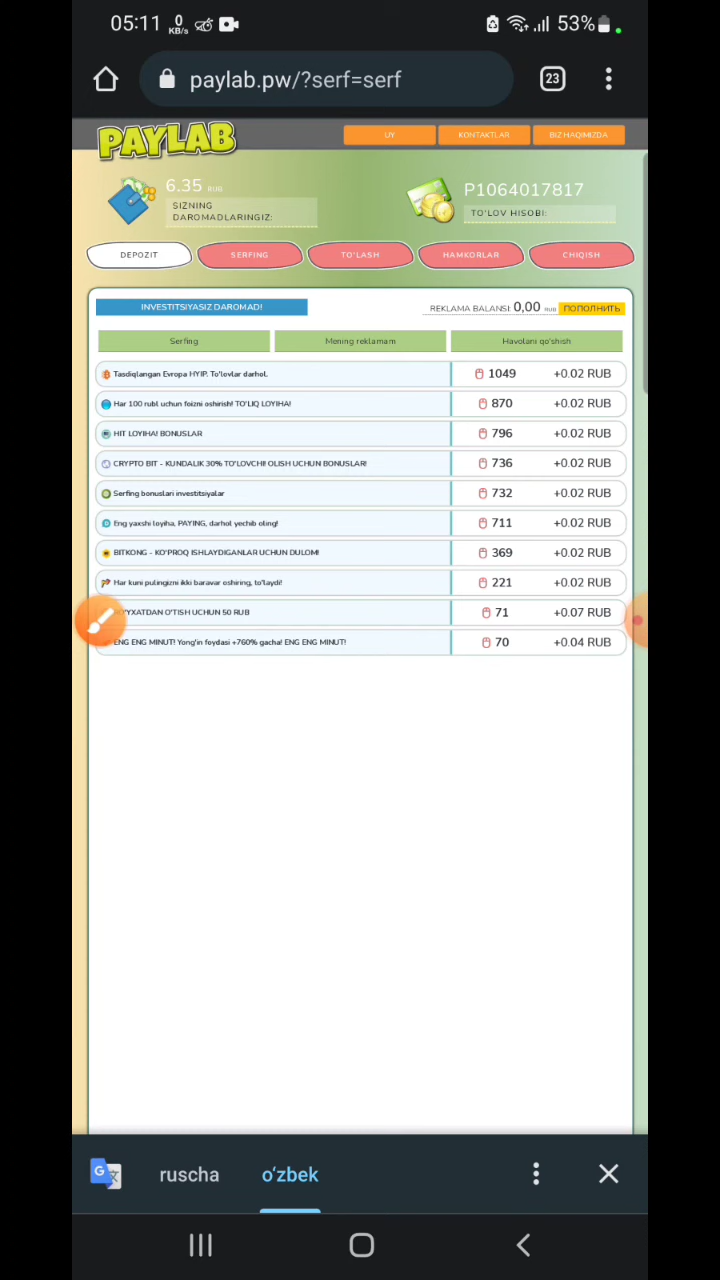 05:11 0 KB/s 53%
paylab.pw/?serf=serf 23
PAYLAB UY KONTAKTLAR BIZ HAQIMIZDA
6.35 RUB
SIZNING DAROMADLARINGIZ:
P1064017817
TO'LOV HISOBI:
DEPOZIT SERFING TO'LASH HAMKORLAR CHIQISH
INVESTITSIYASIZ DAROMAD! REKLAMA BALANSI: 0,00 RUB ПОПОЛНИТЬ
Serfing Mening reklamam Havolani qo'shish
Tasdiqlangan Evropa HYIP. To'lovlar darhol. 1049 +0.02 RUB
Har 100 rubl uchun foizni oshirish! TO'LIQ LOYIHA! 870 +0.02 RUB
HIT LOYIHA! BONUSLAR 796 +0.02 RUB
CRYPTO BIT - KUNDALIK 30% TO'LOVCHI! OLISH UCHUN BONUSLAR! 736 +0.02 RUB
Serfing bonuslari investitsiyalar 732 +0.02 RUB
Eng yaxshi loyiha, PAYING, darhol yechib oling! 711 +0.02 RUB
BITKONG - KO'PROQ ISHLAYDIGANLAR UCHUN DULOM! 369 +0.02 RUB
Har kuni pulingizni ikki baravar oshiring, to'laydi! 221 +0.02 RUB
O'TISH UCHUN 50 RUB 71 +0.07 RUB
ENG ENG MINUT! Yong'in foydasi +760% gacha! ENG ENG MINUT! 70 +0.04 RUB
ruscha o'zbek